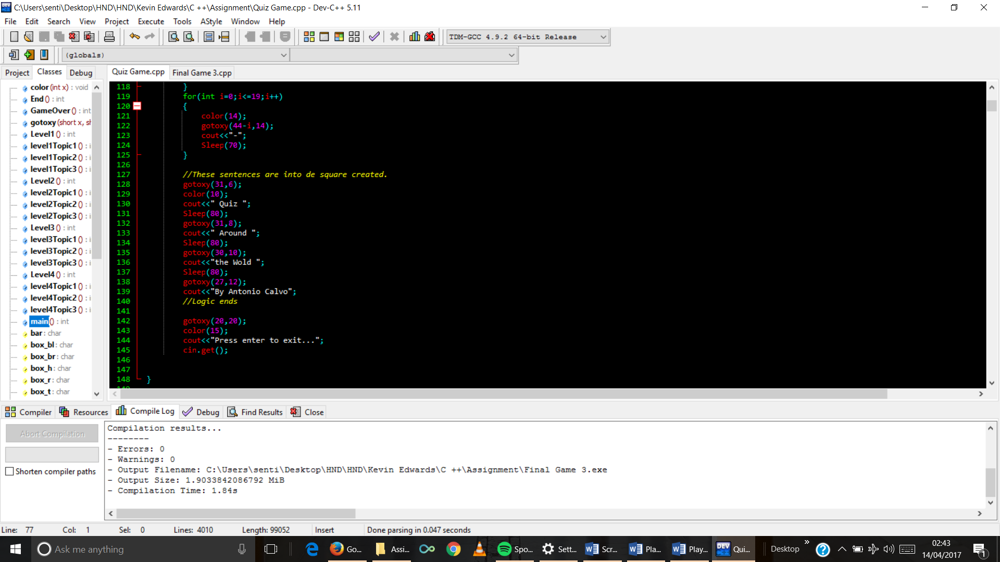 C:\Users\senti\Desktop\HND\HND\Kevin Edwards\C ++\Assignment\Quiz Game.cpp - Dev-C++ 5.11
File Edit Search View Project Execute Tools AStyle Window Help
TDM-GCC 4.9.2 64-bit Release
(globals)
Project Classes Debug
Quiz Game.cpp Final Game 3.cpp
color (int x) : void
End () : int
GameOver () : int
gotoxy (short x, sh
Level1 () : int
level1Topic1 () : i
level1Topic2 () : i
level1Topic3 () : i
Level2 () : int
level2Topic1 () : i
level2Topic2 () : i
level2Topic3 () : i
Level3 () : int
level3Topic1 () : i
level3Topic2 () : i
level3Topic3 () : i
Level4 () : int
level4Topic1 () : i
level4Topic2 () : i
level4Topic3 () : i
main () : int
bar : char
box_bl : char
box_br : char
box_h : char
box_r : char
box_t : char
118 }
119 for(int i=0;i<=19;i++)
120 {
121 color(14);
122 gotoxy(44-i,14);
123 cout<<"-";
124 Sleep(70);
125 }
126
127 //These sentences are into de square created.
128 gotoxy(31,6);
129 color(10);
130 cout<<" Quiz ";
131 Sleep(80);
132 gotoxy(31,8);
133 cout<<" Around ";
134 Sleep(80);
135 gotoxy(30,10);
136 cout<<"the Wold ";
137 Sleep(80);
138 gotoxy(27,12);
139 cout<<"By Antonio Calvo";
140 //Logic ends
141
142 gotoxy(20,20);
143 color(15);
144 cout<<"Press enter to exit...";
145 cin.get();
146
147
148 }
149
Compiler Resources Compile Log Debug Find Results Close
Abort Compilation
Shorten compiler paths
Compilation results...
--------
- Errors: 0
- Warnings: 0
- Output Filename: C:\Users\senti\Desktop\HND\HND\Kevin Edwards\C ++\Assignment\Final Game 3.exe
- Output Size: 1.9033842086792 MiB
- Compilation Time: 1.84s
Line: 77 Col: 1 Sel: 0 Lines: 4010 Length: 99052 Insert Done parsing in 0.047 seconds
Ask me anything
Go... Assi... Spo... Sett... Scr... Pla... Play... DEV Qui... Desktop
02:43
14/04/2017
1